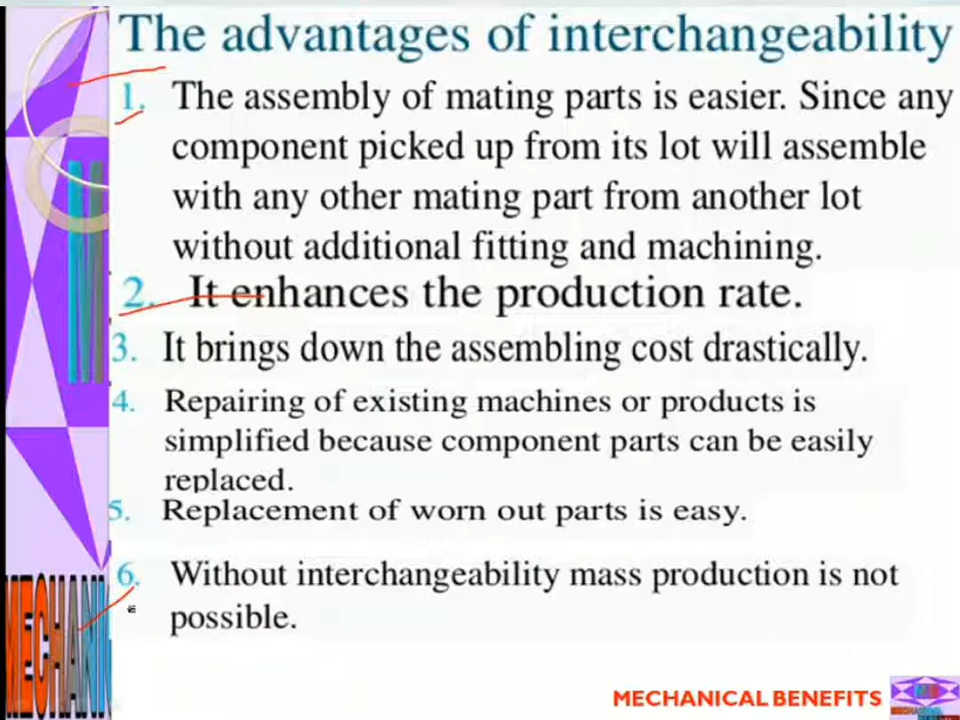 The advantages of interchangeability
1. The assembly of mating parts is easier. Since any
component picked up from its lot will assemble
with any other mating part from another lot
without additional fitting and machining.
2. It enhances the production rate.
3. It brings down the assembling cost drastically.
4. Repairing of existing machines or products is
simplified because component parts can be easily
replaced.
5. Replacement of worn out parts is easy.
6. Without interchangeability mass production is not
possible.
MECHANI
MECHANICAL BENEFITS